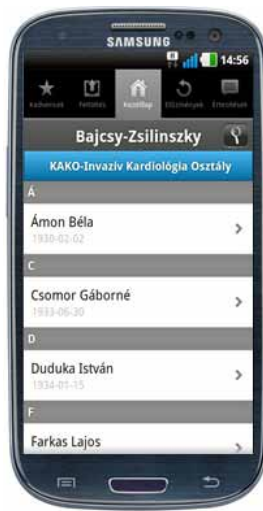 SAMSUNG
14:56
Kedvencek Feltöltés Kezdőlap Előzmények Értesítések
Bajcsy-Zsilinszky
KAKO-Invazív Kardiológia Osztály
Á
Ámon Béla
1930-02-02
C
Csomor Gáborné
1933-06-30
D
Duduka István
1934-01-15
F
Farkas Lajos